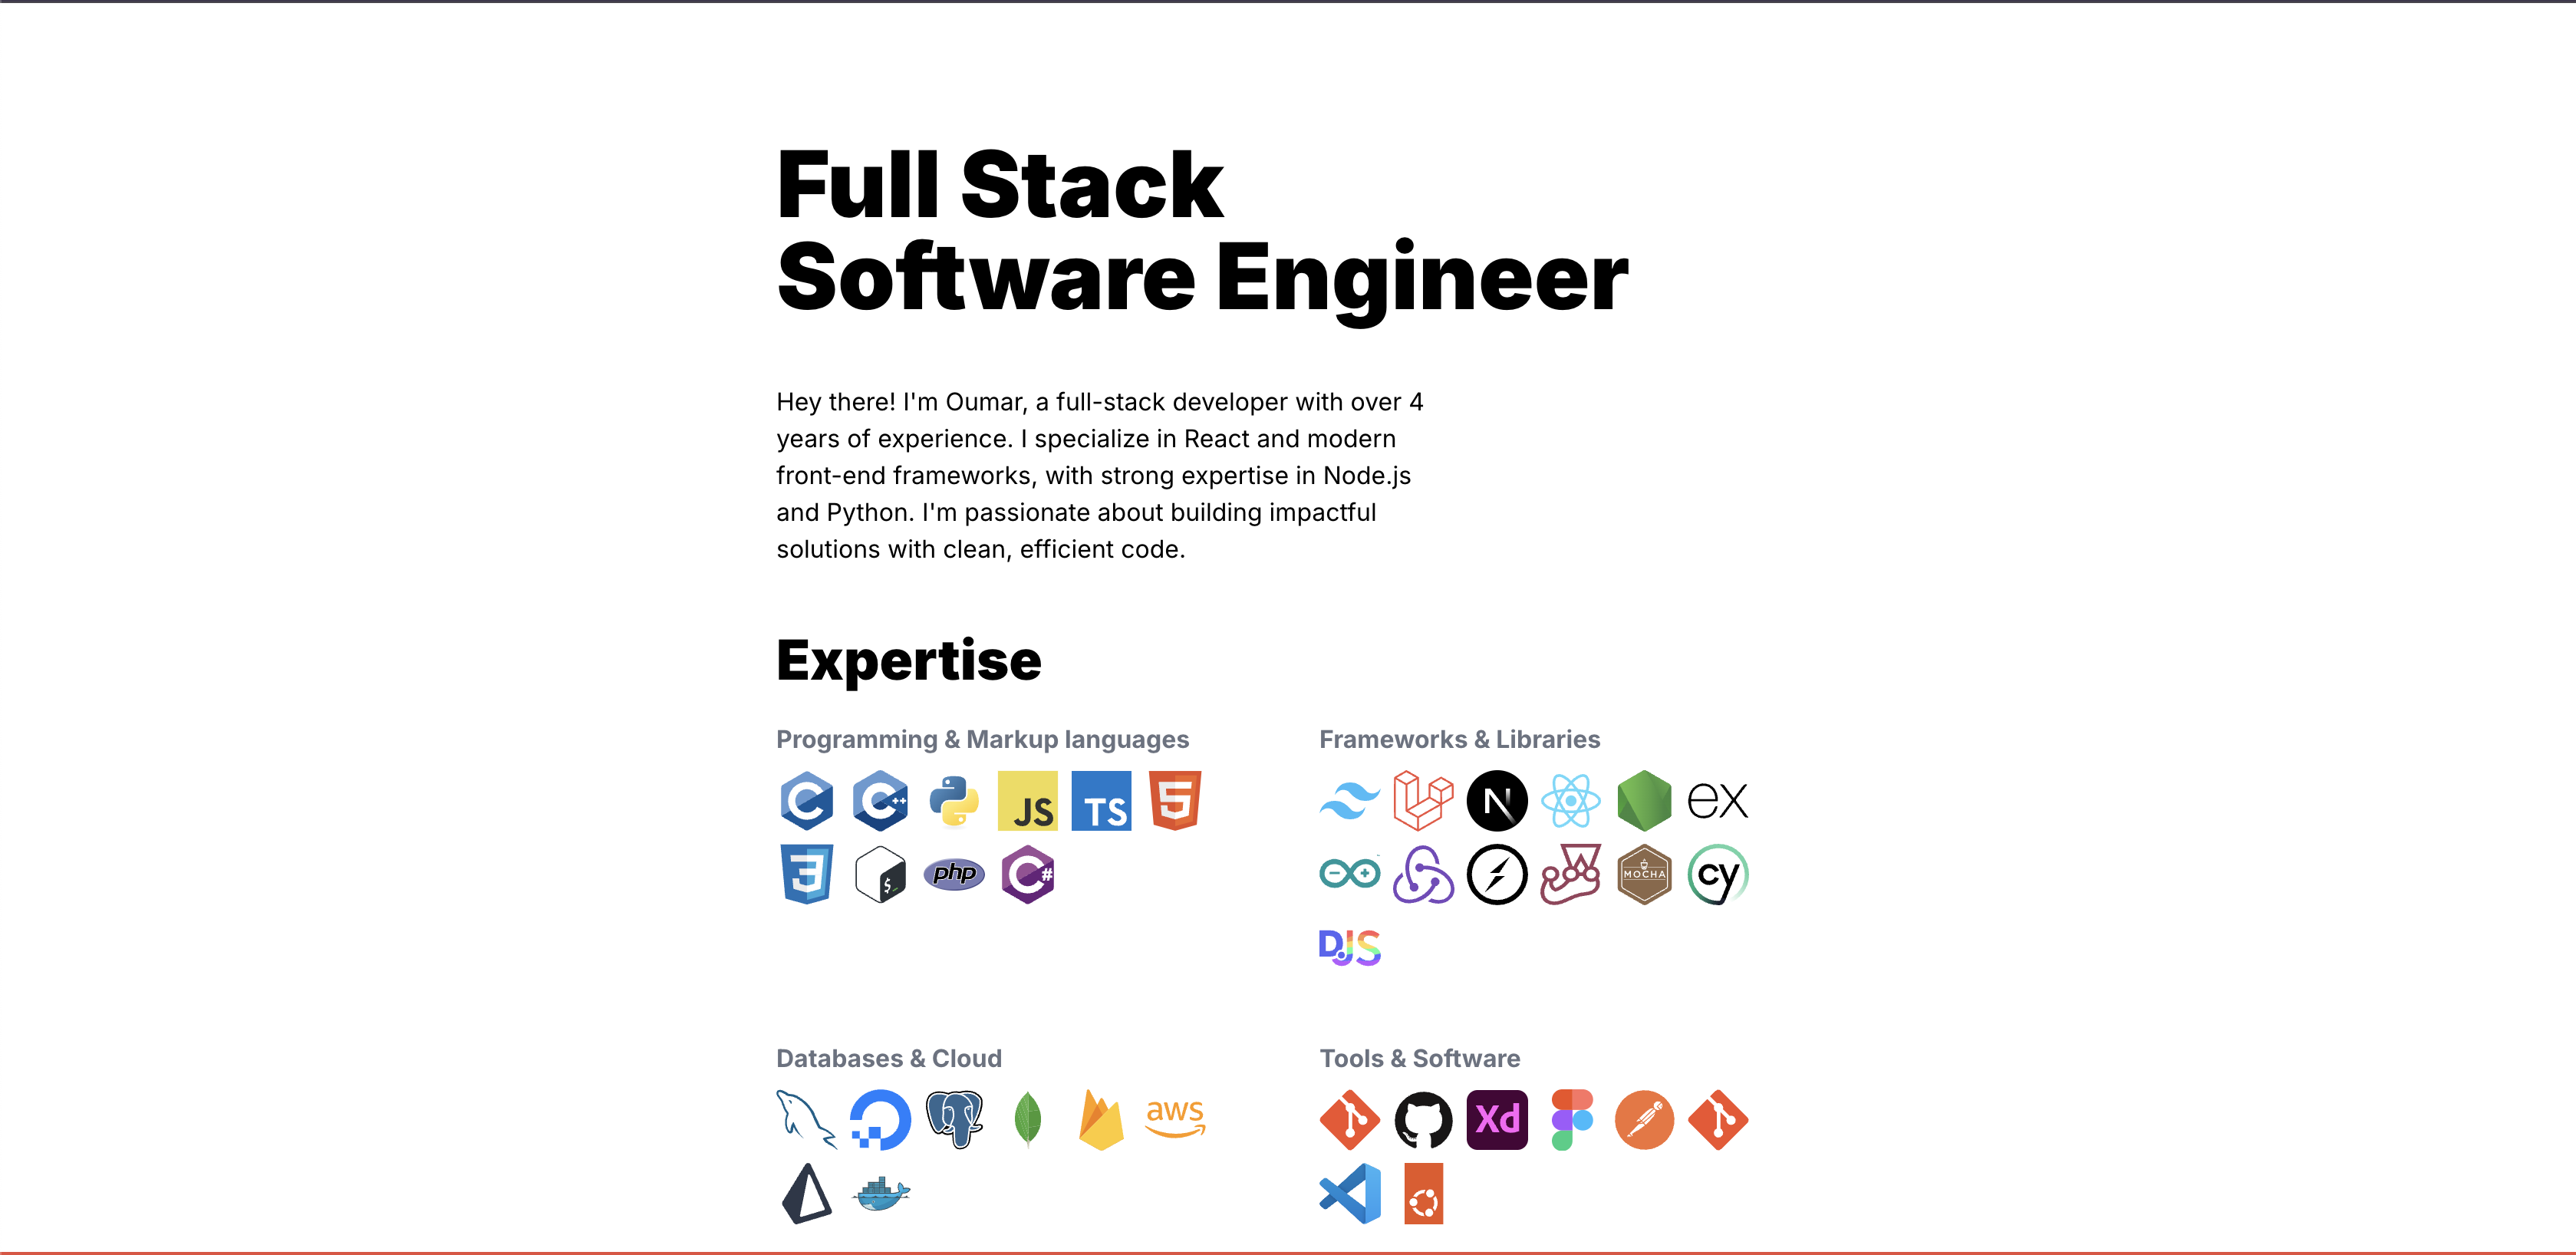 Full Stack
Software Engineer
Hey there! I'm Oumar, a full-stack developer with over 4
years of experience. I specialize in React and modern
front-end frameworks, with strong expertise in Node.js
and Python. I'm passionate about building impactful
solutions with clean, efficient code.
Expertise
Programming & Markup languages
C C++ JS TS 5
3 $_ php C#
Frameworks & Libraries
N ex
MOCHA cy
DJS
Databases & Cloud
aws
Tools & Software
Xd